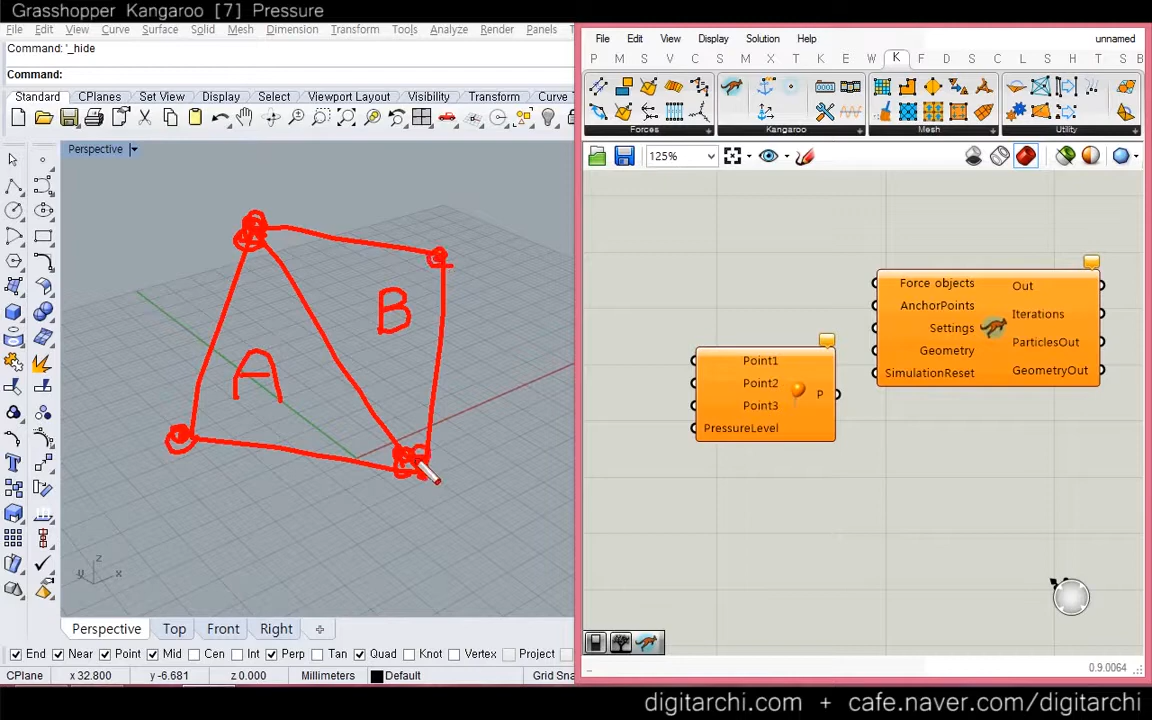 Grasshopper Kangaroo [7] Pressure
File Edit View Curve Surface Solid Mesh Dimension Transform Tools Analyze Render Panels
Command: '_hide
Command:
Standard CPlanes Set View Display Select Viewport Layout Visibility Transform Curve
Perspective
A
B
z
y x
Perspective Top Front Right
End Near Point Mid Cen Int Perp Tan Quad Knot Vertex Project
CPlane x 32.800 y -6.681 z 0.000 Millimeters Default Grid Sna
File Edit View Display Solution Help unnamed
P M S V C S M X T K E W K F D S C L H T S B
Forces Kangaroo Mesh Utility
125%
Force objects
AnchorPoints
Settings
Geometry
SimulationReset
Out
Iterations
ParticlesOut
GeometryOut
Point1
Point2
Point3
PressureLevel
P
0.9.0064
digitarchi.com + cafe.naver.com/digitarchi